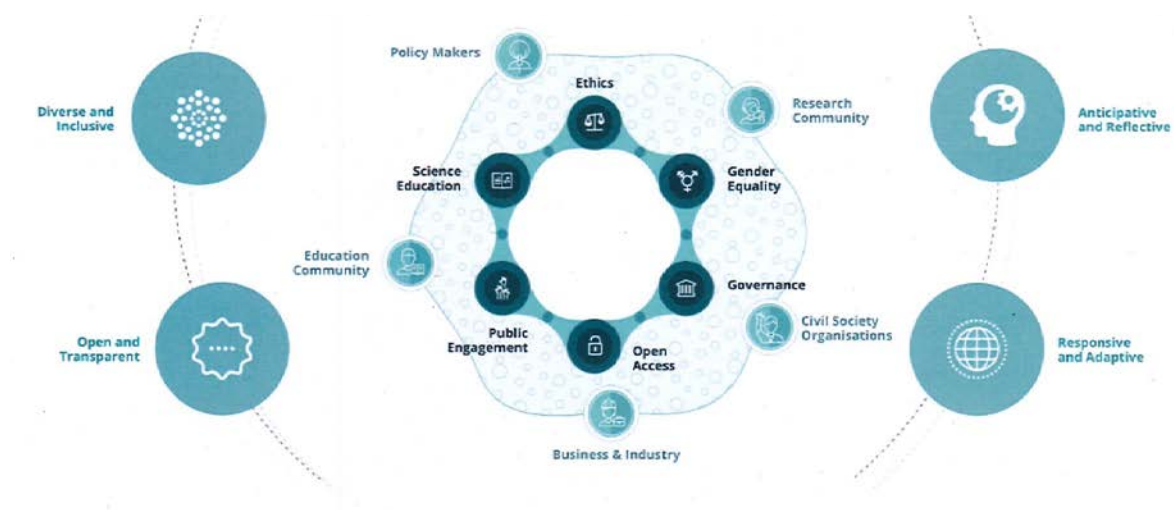 Policy Makers
Ethics
Research
Community
Diverse and
Inclusive
Anticipative
and Reflective
Science
Education
Gender
Equality
Education
Community
Governance
Public
Engagement
Open
Access
Civil Society
Organisations
Open and
Transparent
Responsive
and Adaptive
Business & Industry